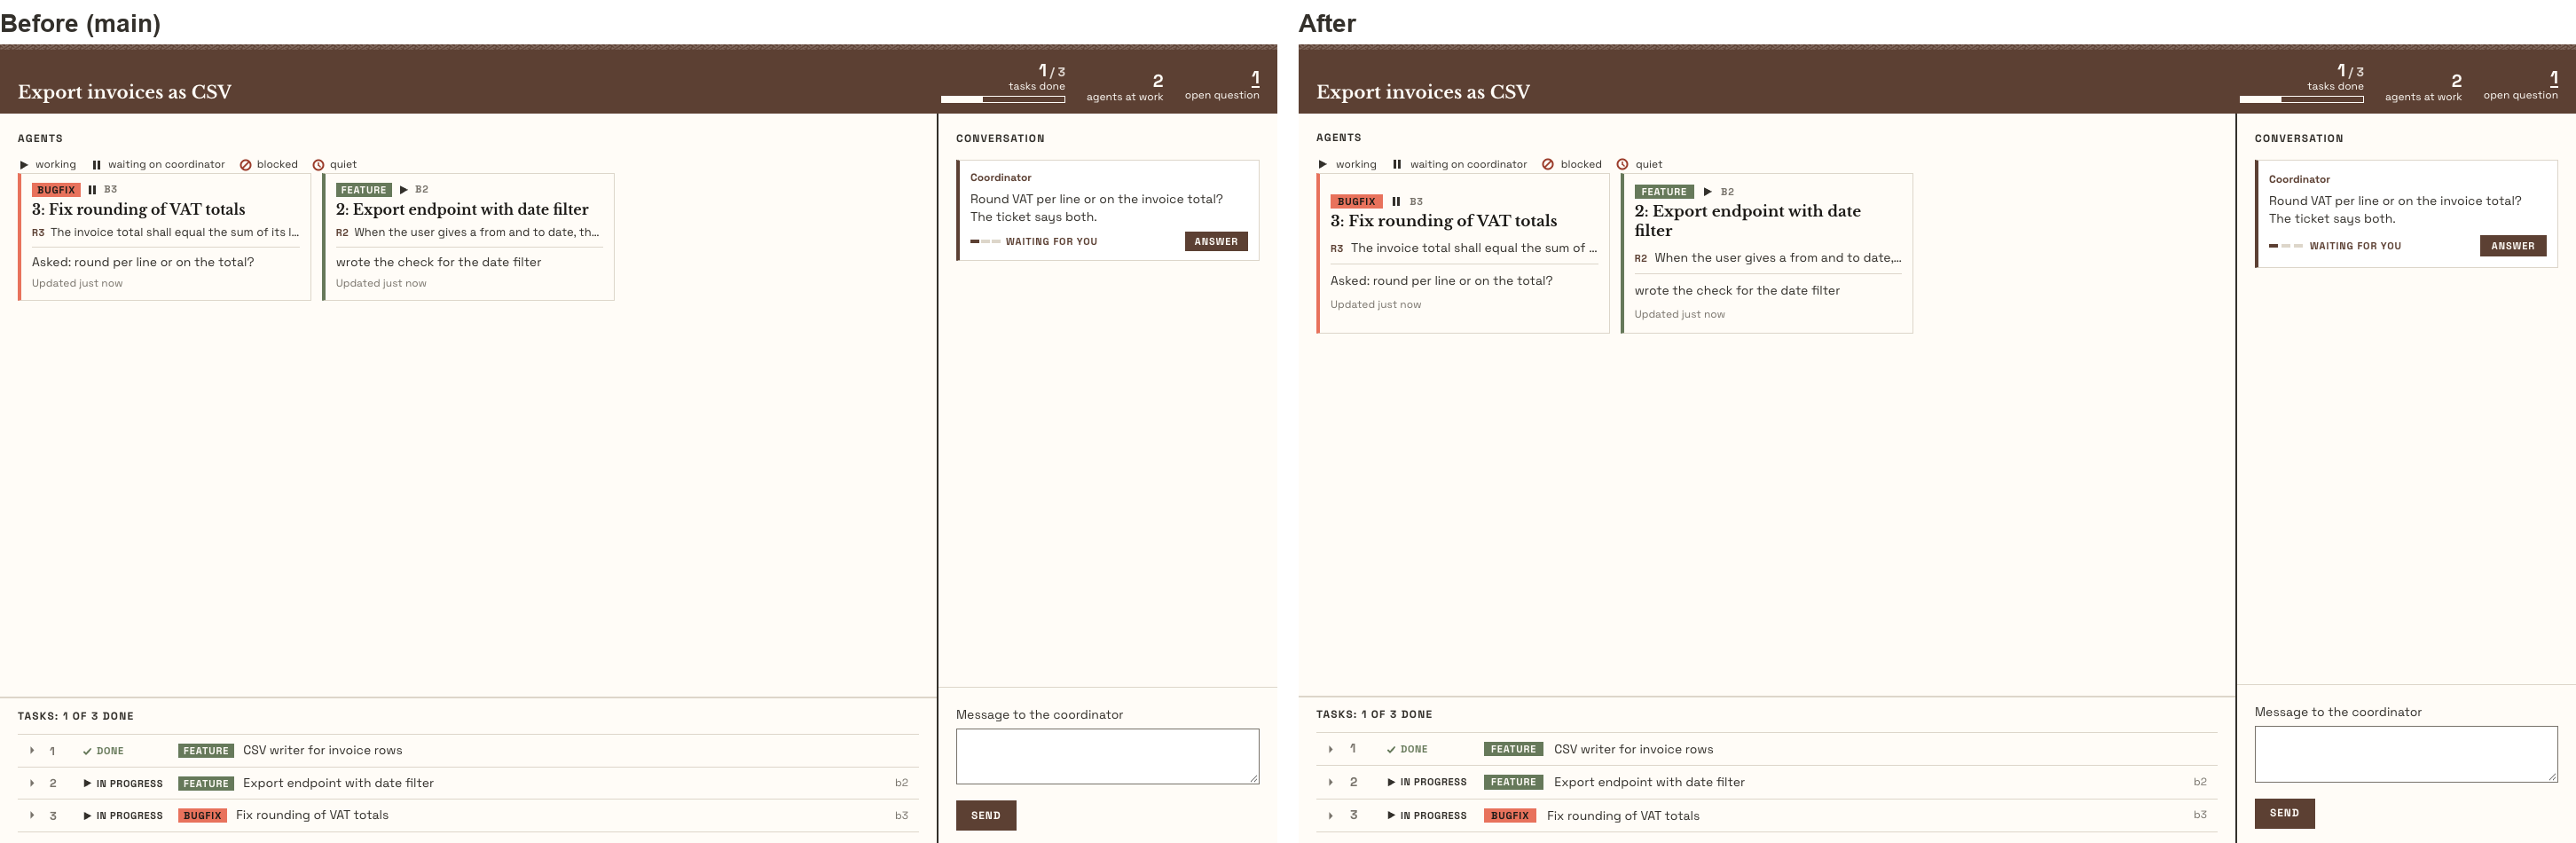 Before (main)
Export invoices as CSV
1 / 3
tasks done
2
agents at work
1
open question
AGENTS
working waiting on coordinator blocked quiet
BUGFIX B3
3: Fix rounding of VAT totals
R3 The invoice total shall equal the sum of its l...
Asked: round per line or on the total?
Updated just now
FEATURE B2
2: Export endpoint with date filter
R2 When the user gives a from and to date, th...
wrote the check for the date filter
Updated just now
CONVERSATION
Coordinator
Round VAT per line or on the invoice total?
The ticket says both.
WAITING FOR YOU ANSWER
TASKS: 1 OF 3 DONE
1 DONE FEATURE CSV writer for invoice rows
2 IN PROGRESS FEATURE Export endpoint with date filter b2
3 IN PROGRESS BUGFIX Fix rounding of VAT totals b3
Message to the coordinator
SEND
After
Export invoices as CSV
1 / 3
tasks done
2
agents at work
1
open question
AGENTS
working waiting on coordinator blocked quiet
BUGFIX B3
3: Fix rounding of VAT totals
R3 The invoice total shall equal the sum of ...
Asked: round per line or on the total?
Updated just now
FEATURE B2
2: Export endpoint with date
filter
R2 When the user gives a from and to date,...
wrote the check for the date filter
Updated just now
CONVERSATION
Coordinator
Round VAT per line or on the invoice total?
The ticket says both.
WAITING FOR YOU ANSWER
TASKS: 1 OF 3 DONE
1 DONE FEATURE CSV writer for invoice rows
2 IN PROGRESS FEATURE Export endpoint with date filter b2
3 IN PROGRESS BUGFIX Fix rounding of VAT totals b3
Message to the coordinator
SEND